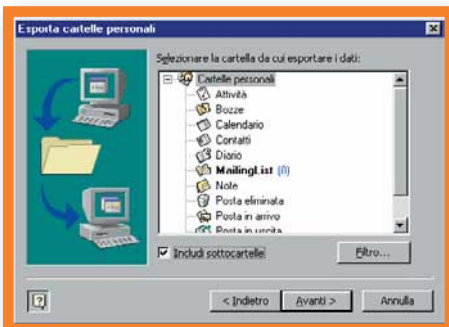 Esporta cartelle personali
Selezionare la cartella da cui esportare i dati:
Cartelle personali
Attività
Bozze
Calendario
Contatti
Diario
MailingList (0)
Note
Posta eliminata
Posta in arrivo
Posta in uscita
Includi sottocartelle
Filtro...
< Indietro Avanti > Annulla